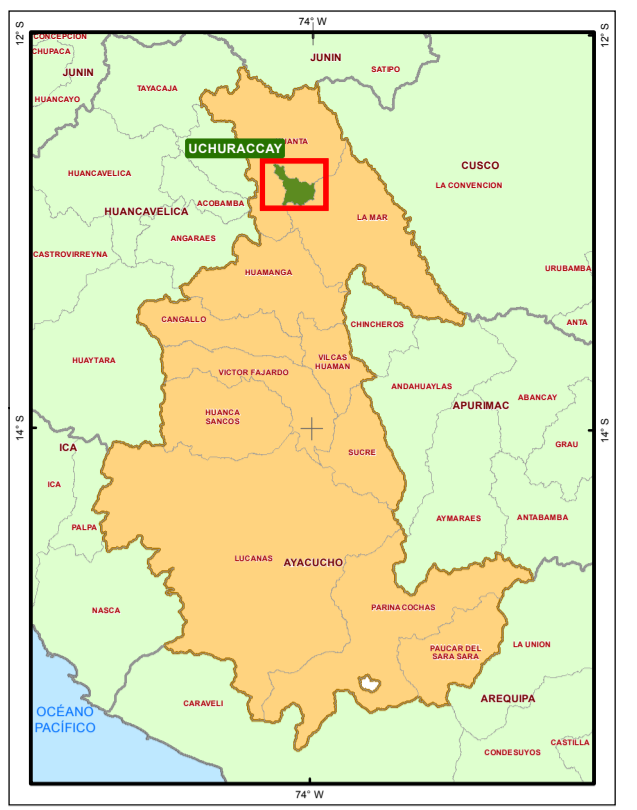 74° W
12° S
12° S
CONCEPCION
CHUPACA
JUNIN
JUNIN
SATIPO
TAYACAJA
HUANCAYO
UCHURACCAY
CUSCO
HUANCAVELICA
LA CONVENCION
ACOBAMBA
HUANCAVELICA
LA MAR
ANGARAES
CASTROVIRREYNA
HUAMANGA
URUBAMBA
CANGALLO
CHINCHEROS
ANTA
HUAYTARA
VILCAS
HUAMAN
VICTOR FAJARDO
ANDAHUAYLAS
ABANCAY
APURIMAC
HUANCA
SANCOS
14° S
14° S
GRAU
ICA
SUCRE
ICA
AYMARAES
ANTABAMBA
PALPA
LUCANAS
AYACUCHO
NASCA
PARINACOCHAS
LA UNION
PAUCAR DEL
SARA SARA
AREQUIPA
CARAVELI
OCÉANO
PACÍFICO
CASTILLA
CONDESUYOS
74° W